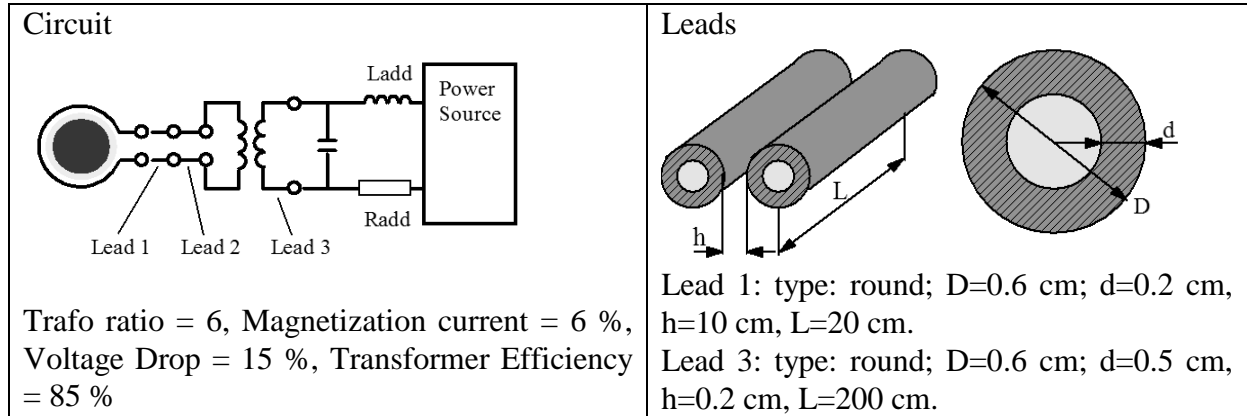 Circuit
Ladd
Power
Source
Radd
Lead 1
Lead 2
Lead 3
Trafo ratio = 6, Magnetization current = 6 %,
Voltage Drop = 15 %, Transformer Efficiency
= 85 %
Leads
h
L
d
D
Lead 1: type: round; D=0.6 cm; d=0.2 cm,
h=10 cm, L=20 cm.
Lead 3: type: round; D=0.6 cm; d=0.5 cm,
h=0.2 cm, L=200 cm.